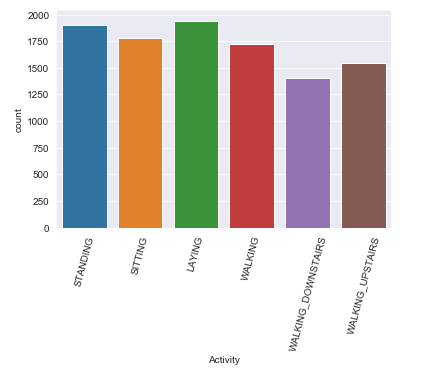 2000
1750
1500
1250
1000
750
500
250
0
count
STANDING
SITTING
LAYING
WALKING
WALKING_DOWNSTAIRS
WALKING_UPSTAIRS
Activity